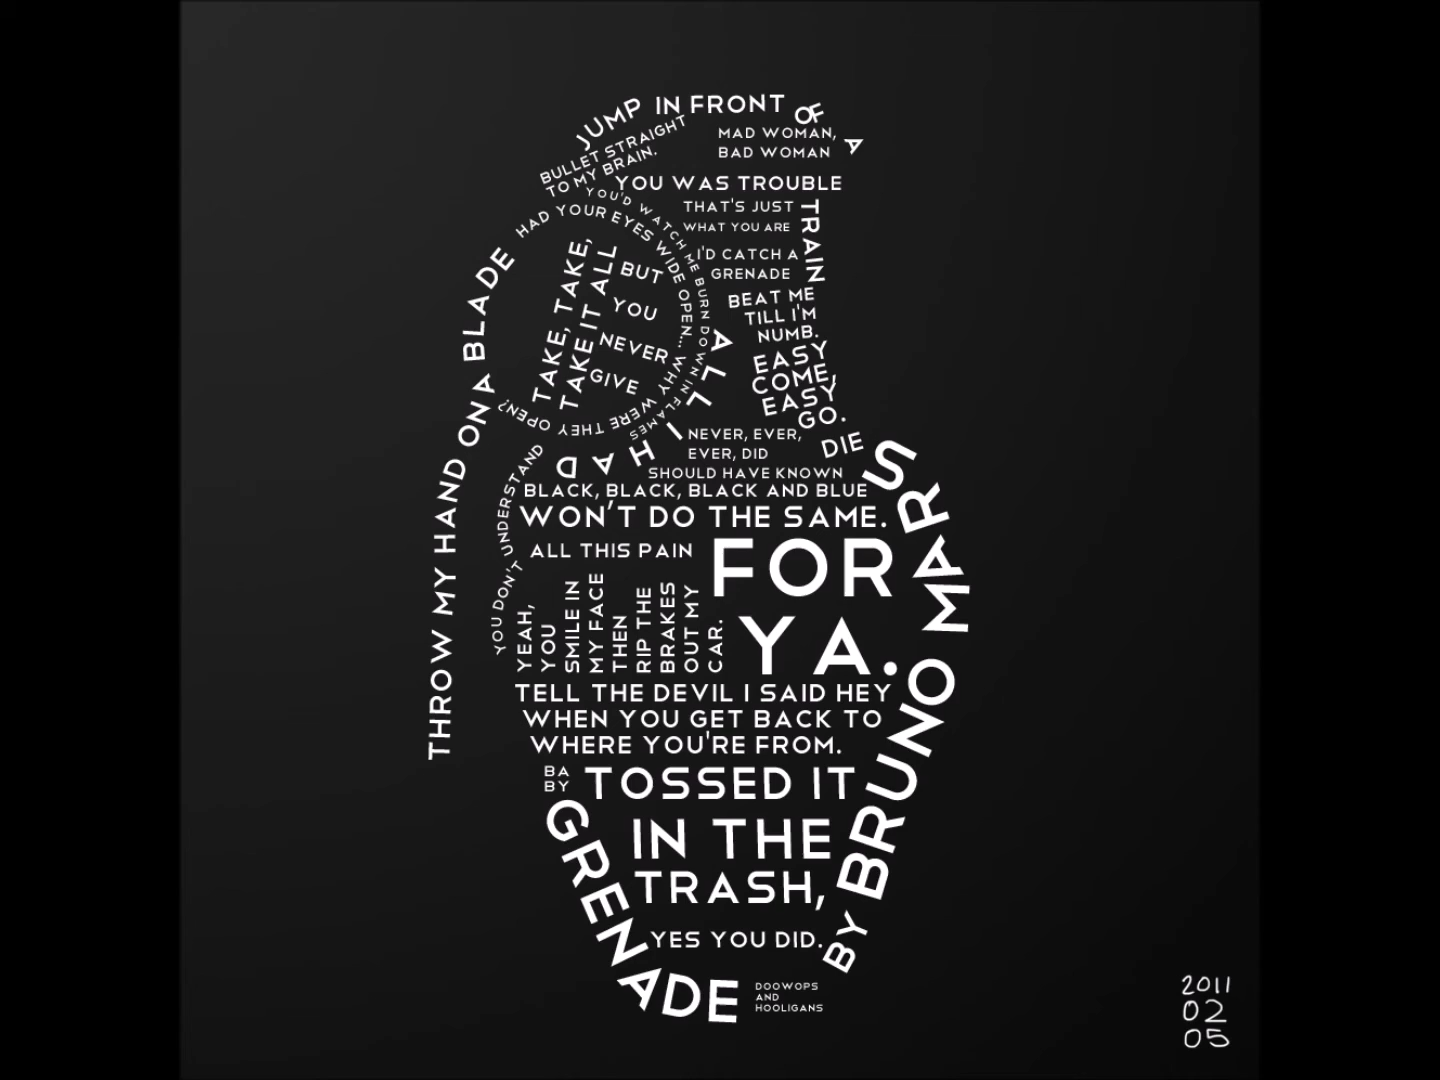 JUMP IN FRONT OF A
TRAIN
BULLET STRAIGHT
TO MY BRAIN.
MAD WOMAN,
BAD WOMAN
YOU WAS TROUBLE
THAT'S JUST
WHAT YOU ARE
YOU'D WATCH ME BURN DOWN IN FLAMES
HAD YOUR EYES WIDE OPEN... WHY WERE THEY OPEN?
I'D CATCH A
GRENADE
TAKE, TAKE,
TAKE IT ALL
BUT
YOU
NEVER
GIVE
BEAT ME
TILL I'M
NUMB.
EASY
COME,
EASY
GO.
THROW MY HAND ON A BLADE
ALL I HAD
NEVER, EVER,
EVER, DID
DIE
SHOULD HAVE KNOWN
BLACK, BLACK, BLACK AND BLUE
WON'T DO THE SAME.
YOU DON'T UNDERSTAND
ALL THIS PAIN
FOR
YA.
YEAH,
YOU
SMILE IN
MY FACE
THEN
RIP THE
BRAKES
OUT MY
CAR.
TELL THE DEVIL I SAID HEY
WHEN YOU GET BACK TO
WHERE YOU'RE FROM.
BA
BY
TOSSED IT
IN THE
TRASH,
YES YOU DID.
GRENADE
BY BRUNO MARS
DOOWOPS
AND
HOOLIGANS
2011
02
05